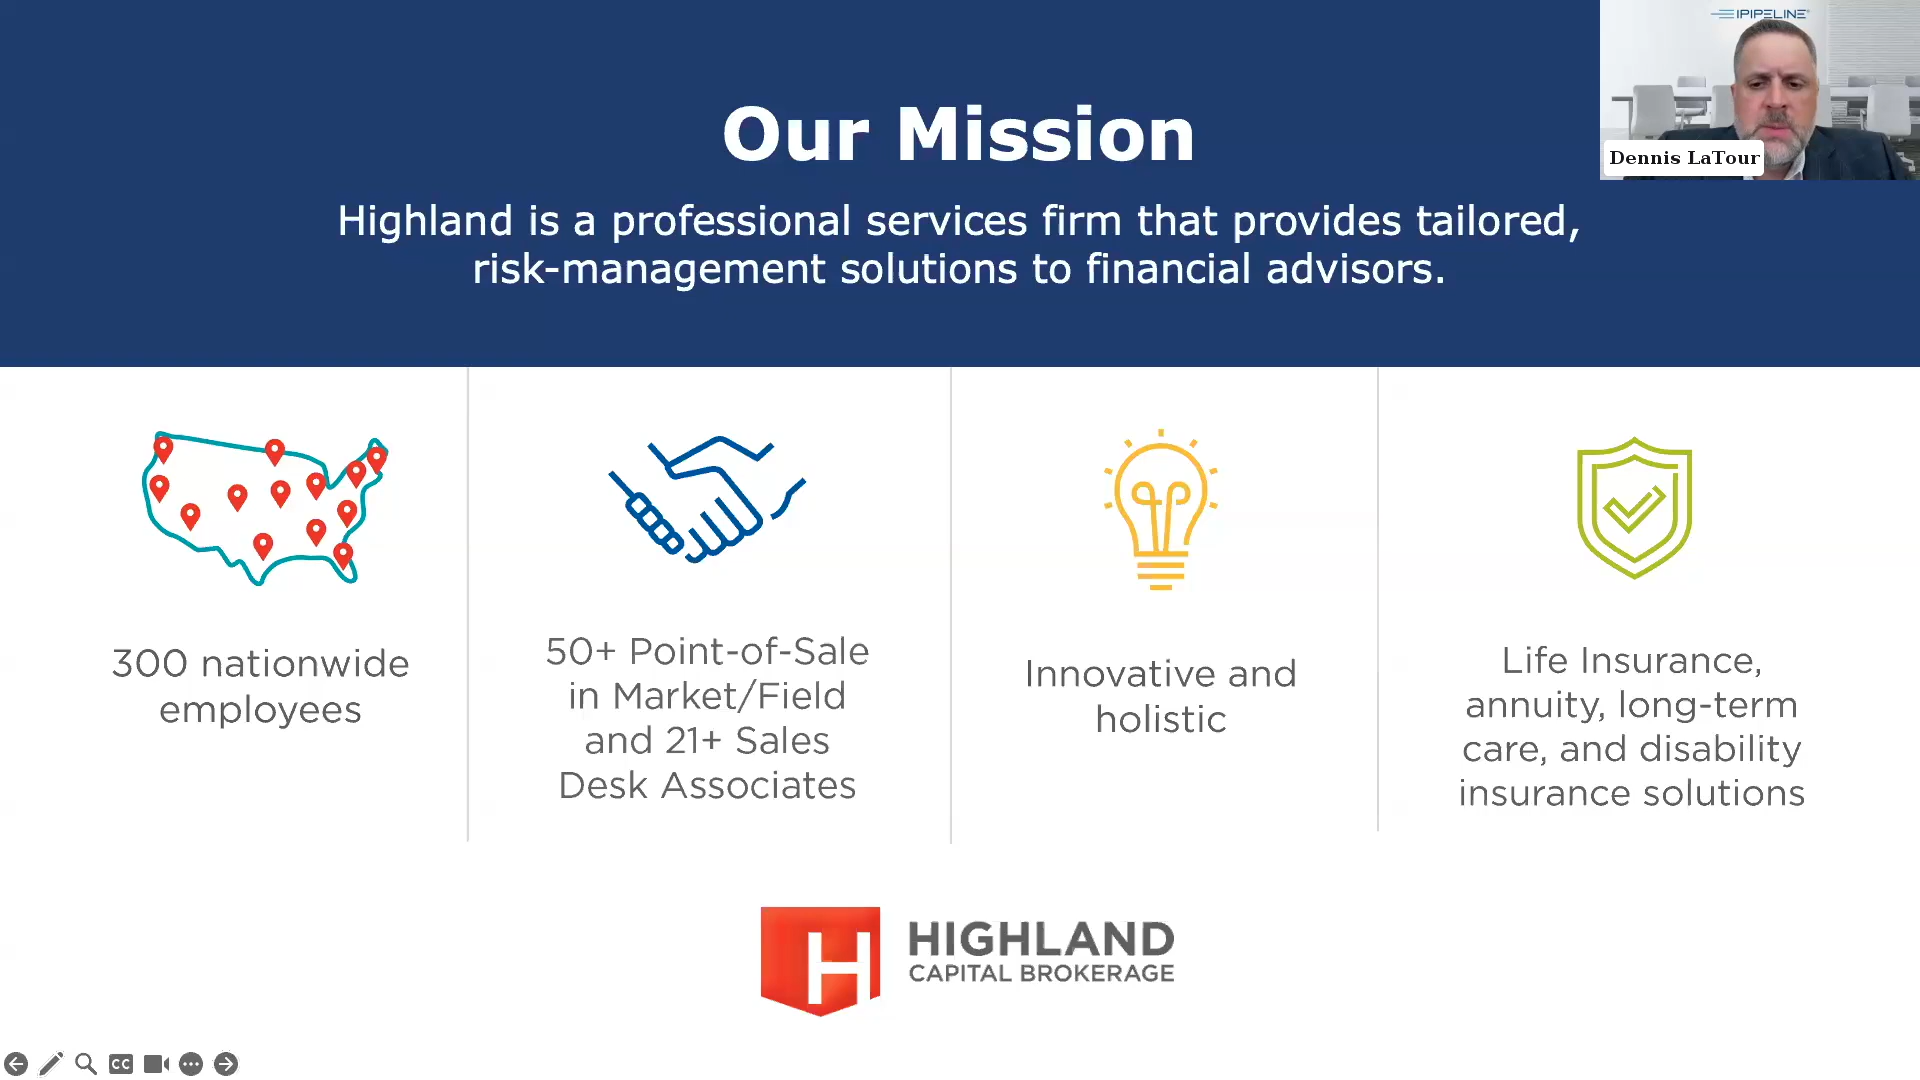 IPIPELINE
Dennis LaTour
Our Mission
Highland is a professional services firm that provides tailored,
risk-management solutions to financial advisors.
300 nationwide
employees
50+ Point-of-Sale
in Market/Field
and 21+ Sales
Desk Associates
Innovative and
holistic
Life Insurance,
annuity, long-term
care, and disability
insurance solutions
H
HIGHLAND
CAPITAL BROKERAGE
CC